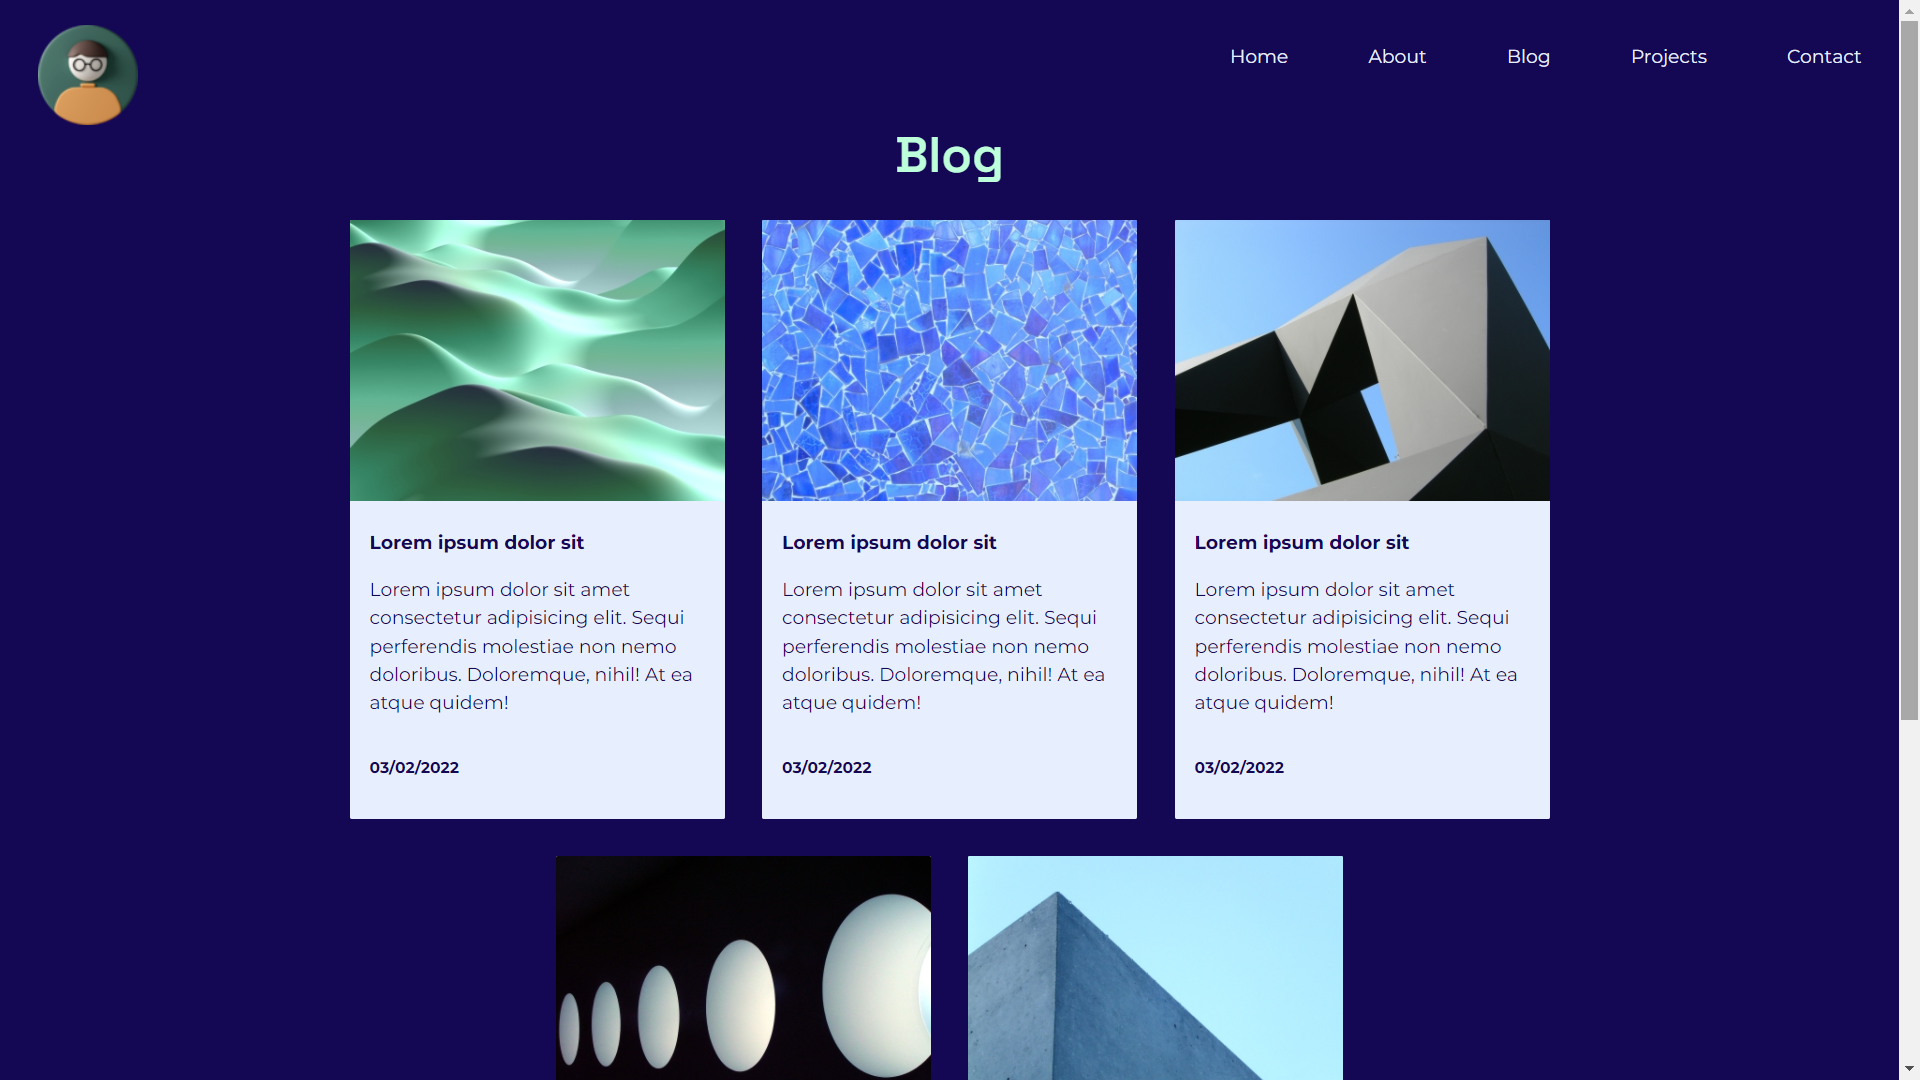 Home About Blog Projects Contact
Blog
Lorem ipsum dolor sit
Lorem ipsum dolor sit amet
consectetur adipisicing elit. Sequi
perferendis molestiae non nemo
doloribus. Doloremque, nihil! At ea
atque quidem!
03/02/2022
Lorem ipsum dolor sit
Lorem ipsum dolor sit amet
consectetur adipisicing elit. Sequi
perferendis molestiae non nemo
doloribus. Doloremque, nihil! At ea
atque quidem!
03/02/2022
Lorem ipsum dolor sit
Lorem ipsum dolor sit amet
consectetur adipisicing elit. Sequi
perferendis molestiae non nemo
doloribus. Doloremque, nihil! At ea
atque quidem!
03/02/2022